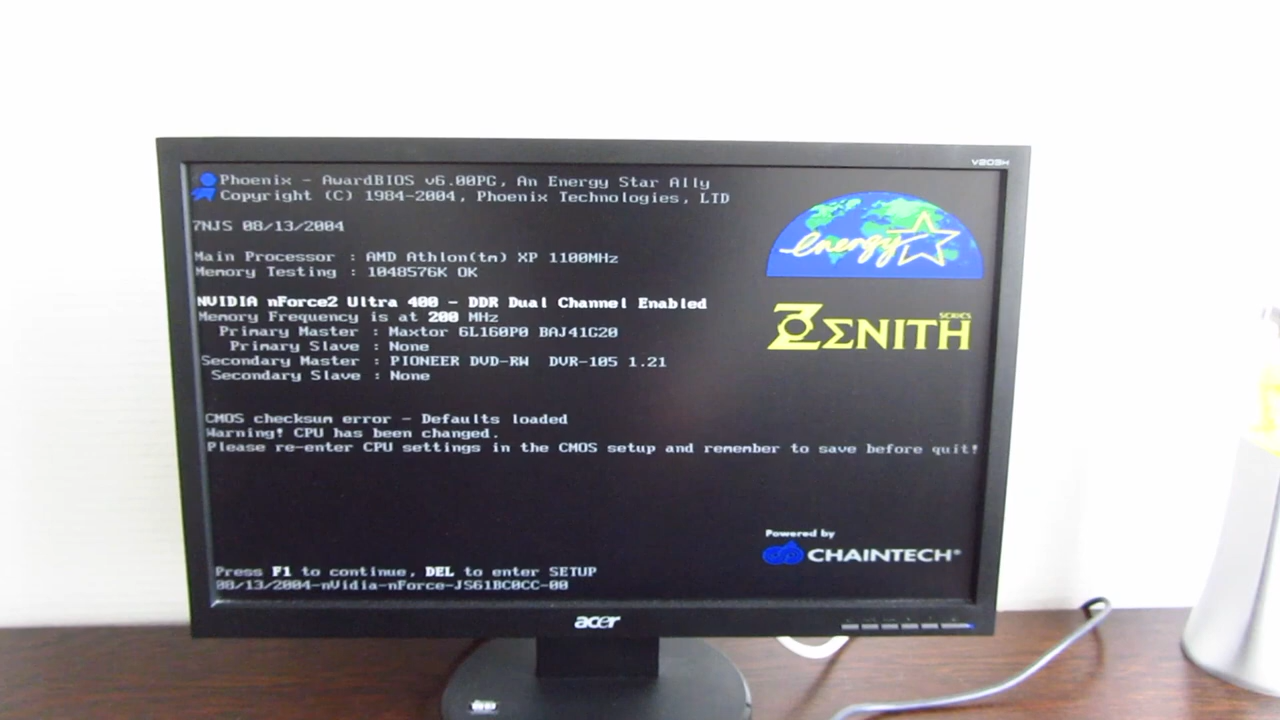 V203H
Phoenix - AwardBIOS v6.00PG, An Energy Star Ally
Copyright (C) 1984-2004, Phoenix Technologies, LTD
7NJS 08/13/2004
energy
Main Processor : AMD Athlon(tm) XP 1100MHz
Memory Testing : 1048576K OK
NVIDIA nForce2 Ultra 400 - DDR Dual Channel Enabled
Memory Frequency is at 200 MHz
ZENITH
SERIES
Primary Master : Maxtor 6L160P0 BAJ41G20
Primary Slave : None
Secondary Master : PIONEER DVD-RW DVR-105 1.21
Secondary Slave : None
CMOS checksum error - Defaults loaded
Warning! CPU has been changed.
Please re-enter CPU settings in the CMOS setup and remember to save before quit!
Powered by
CHAINTECH®
Press F1 to continue, DEL to enter SETUP
08/13/2004-nVidia-nForce-JS61BC0CC-00
acer